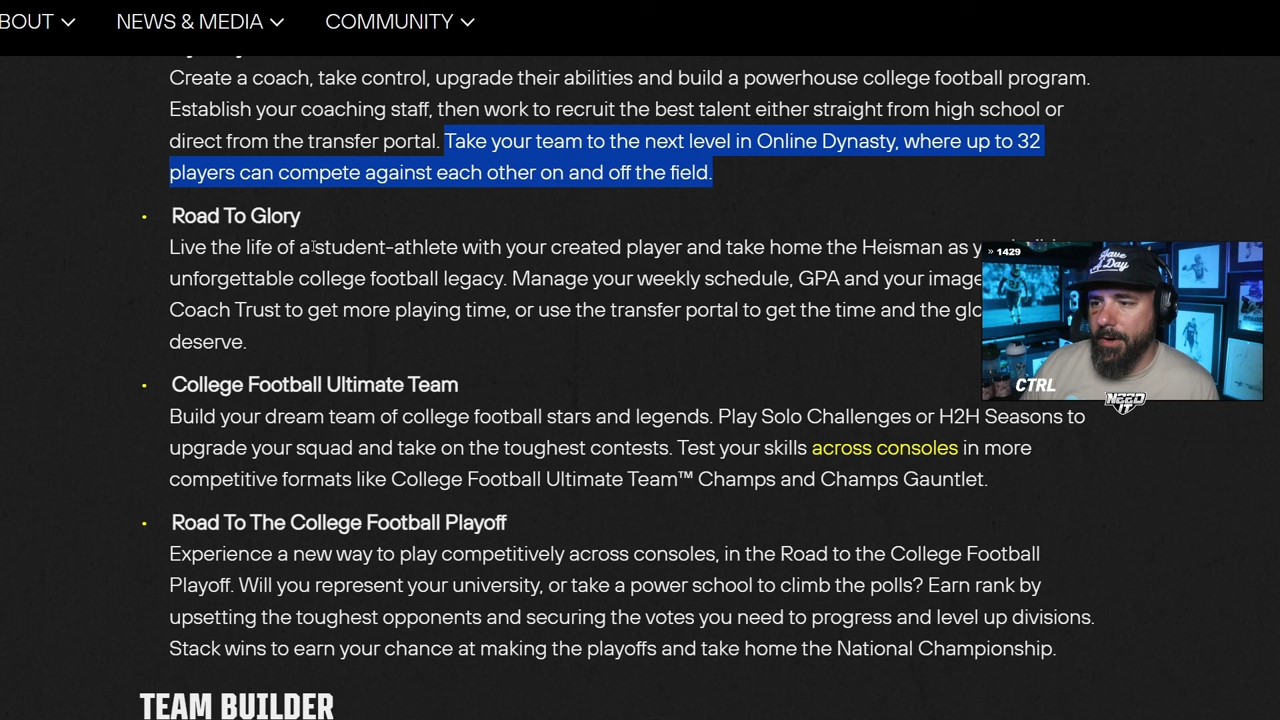 BOUT NEWS & MEDIA COMMUNITY
Create a coach, take control, upgrade their abilities and build a powerhouse college football program.
Establish your coaching staff, then work to recruit the best talent either straight from high school or
direct from the transfer portal. Take your team to the next level in Online Dynasty, where up to 32
players can compete against each other on and off the field.
• Road To Glory
Live the life of a student-athlete with your created player and take home the Heisman as
unforgettable college football legacy. Manage your weekly schedule, GPA and your image
Coach Trust to get more playing time, or use the transfer portal to get the time and the
deserve.
» 1429
Save
A Day
CTRL
NEED
IT
• College Football Ultimate Team
Build your dream team of college football stars and legends. Play Solo Challenges or H2H Seasons to
upgrade your squad and take on the toughest contests. Test your skills across consoles in more
competitive formats like College Football Ultimate Team™ Champs and Champs Gauntlet.
• Road To The College Football Playoff
Experience a new way to play competitively across consoles, in the Road to the College Football
Playoff. Will you represent your university, or take a power school to climb the polls? Earn rank by
upsetting the toughest opponents and securing the votes you need to progress and level up divisions.
Stack wins to earn your chance at making the playoffs and take home the National Championship.
TEAM BUILDER